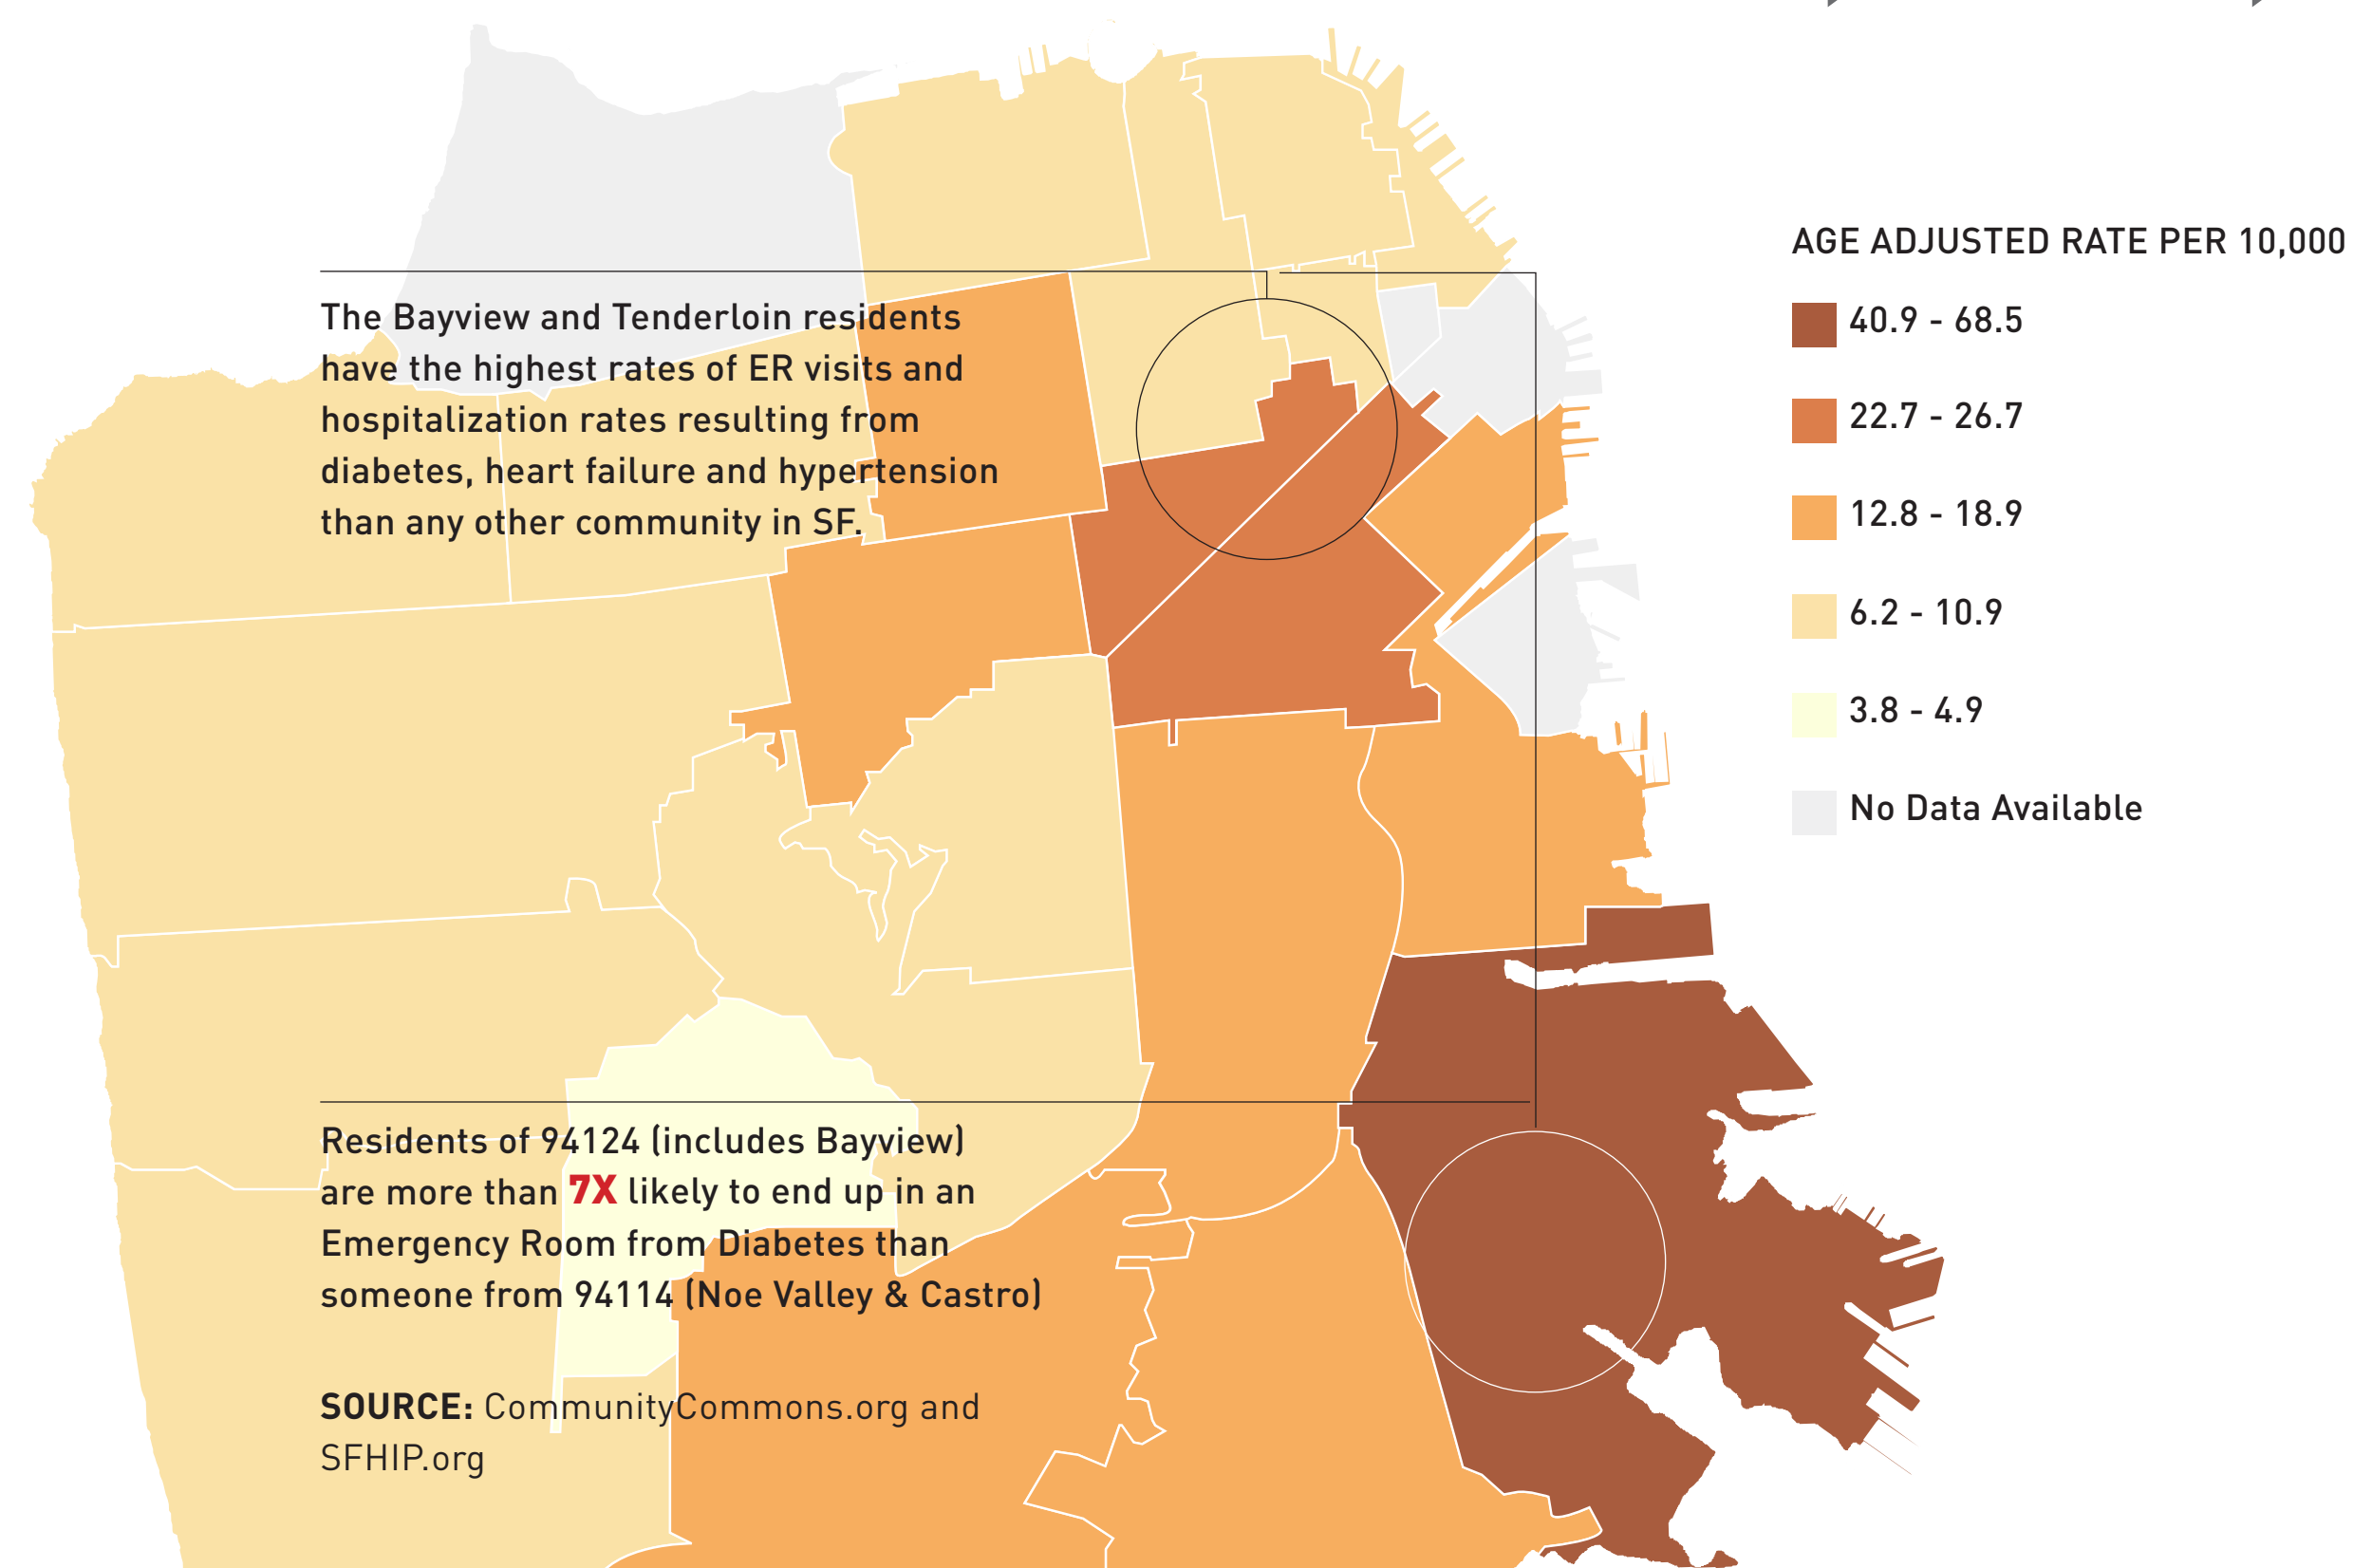 AGE ADJUSTED RATE PER 10,000
40.9 - 68.5
22.7 - 26.7
12.8 - 18.9
6.2 - 10.9
3.8 - 4.9
No Data Available
The Bayview and Tenderloin residents
have the highest rates of ER visits and
hospitalization rates resulting from
diabetes, heart failure and hypertension
than any other community in SF.
Residents of 94124 (includes Bayview)
are more than 7X likely to end up in an
Emergency Room from Diabetes than
someone from 94114 (Noe Valley & Castro)
SOURCE: CommunityCommons.org and
SFHIP.org